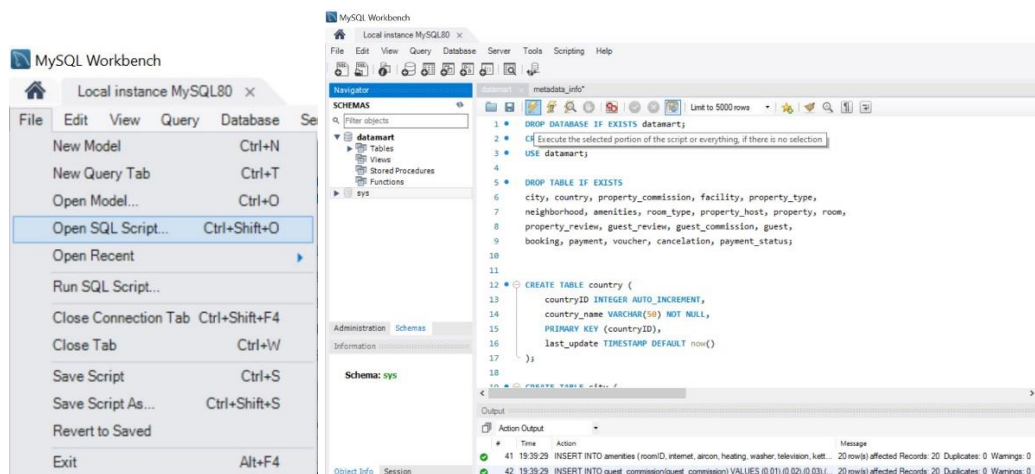 MySQL Workbench
Local instance MySQL80 ×
File Edit View Query Database Se
New Model Ctrl+N
New Query Tab Ctrl+T
Open Model... Ctrl+O
Open SQL Script... Ctrl+Shift+O
Open Recent
Run SQL Script...
Close Connection Tab Ctrl+Shift+F4
Close Tab Ctrl+W
Save Script Ctrl+S
Save Script As... Ctrl+Shift+S
Revert to Saved
Exit Alt+F4
MySQL Workbench
Local instance MySQL80 ×
File Edit View Query Database Server Tools Scripting Help
Navigator
SCHEMAS
Filter objects
datamart
Tables
Views
Stored Procedures
Functions
sys
Administration Schemas
Information
Schema: sys
Object Info Session
datamart × metadata_info*
Limit to 5000 rows
1 DROP DATABASE IF EXISTS datamart;
2 CR
Execute the selected portion of the script or everything, if there is no selection
3 USE datamart;
4
5 DROP TABLE IF EXISTS
6 city, country, property_commission, facility, property_type,
7 neighborhood, amenities, room_type, property_host, property, room,
8 property_review, guest_review, guest_commission, guest,
9 booking, payment, voucher, cancelation, payment_status;
10
11
12 CREATE TABLE country (
13 countryID INTEGER AUTO_INCREMENT,
14 country_name VARCHAR(50) NOT NULL,
15 PRIMARY KEY (countryID),
16 last_update TIMESTAMP DEFAULT now()
17 );
18
19 CREATE TABLE city (
Output
Action Output
# Time Action Message
41 19:39:29 INSERT INTO amenities (roomID, internet, aircon, heating, washer, television, kett... 20 row(s) affected Records: 20 Duplicates: 0 Warnings: 0
42 19:39:29 INSERT INTO guest_commission(guest_commission) VALUES (0.01),(0.02),(0.03),(... 20 row(s) affected Records: 20 Duplicates: 0 Warnings: 0